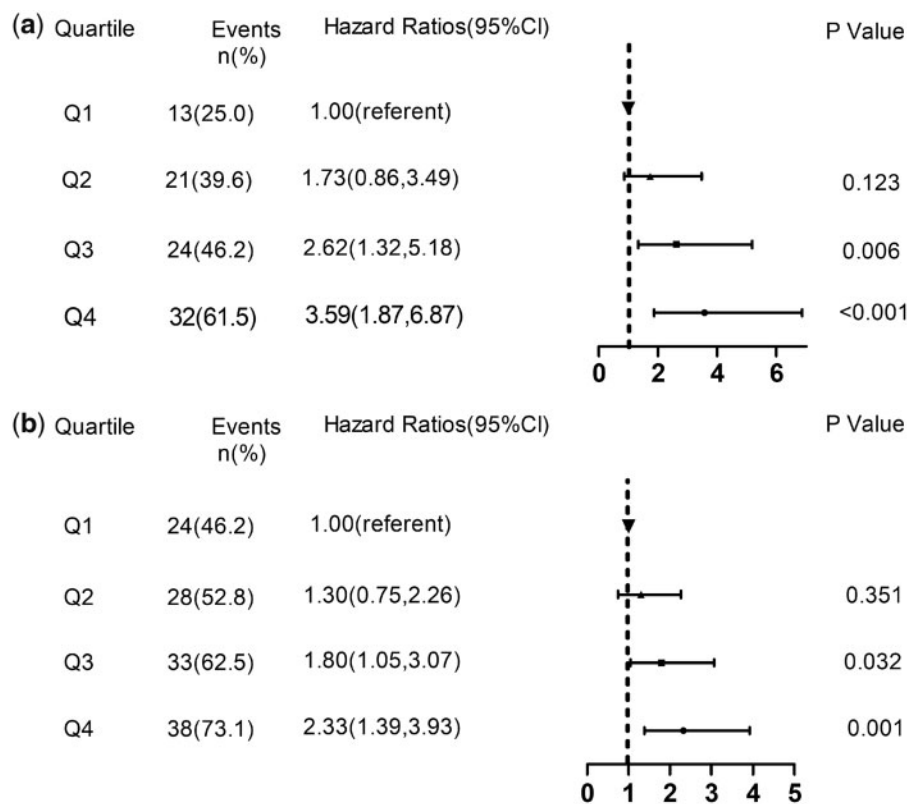 (a) Quartile Events n(%) Hazard Ratios(95%CI) P Value
Q1 13(25.0) 1.00(referent)
Q2 21(39.6) 1.73(0.86,3.49) 0.123
Q3 24(46.2) 2.62(1.32,5.18) 0.006
Q4 32(61.5) 3.59(1.87,6.87) <0.001
0 2 4 6
(b) Quartile Events n(%) Hazard Ratios(95%CI) P Value
Q1 24(46.2) 1.00(referent)
Q2 28(52.8) 1.30(0.75,2.26) 0.351
Q3 33(62.5) 1.80(1.05,3.07) 0.032
Q4 38(73.1) 2.33(1.39,3.93) 0.001
0 1 2 3 4 5